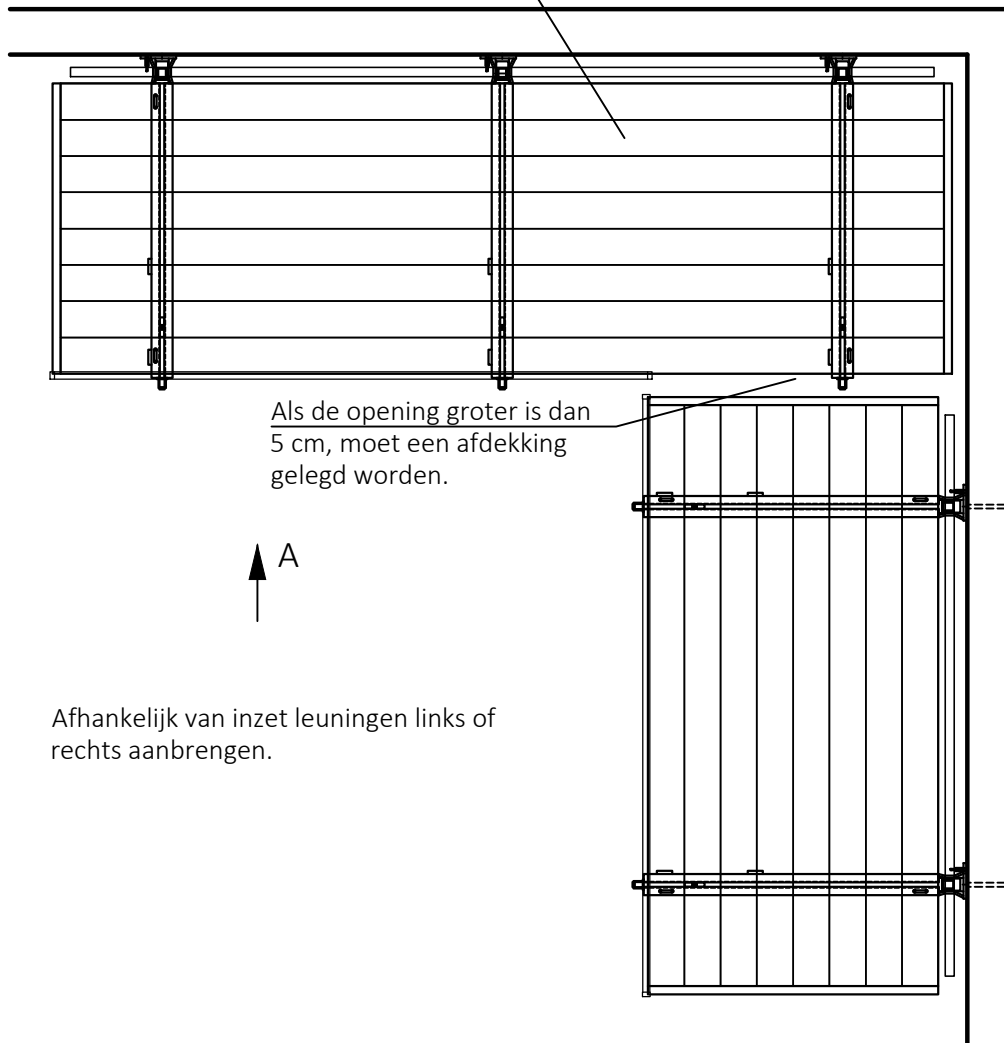 Als de opening groter is dan
5 cm, moet een afdekking
gelegd worden.
A
Afhankelijk van inzet leuningen links of
rechts aanbrengen.